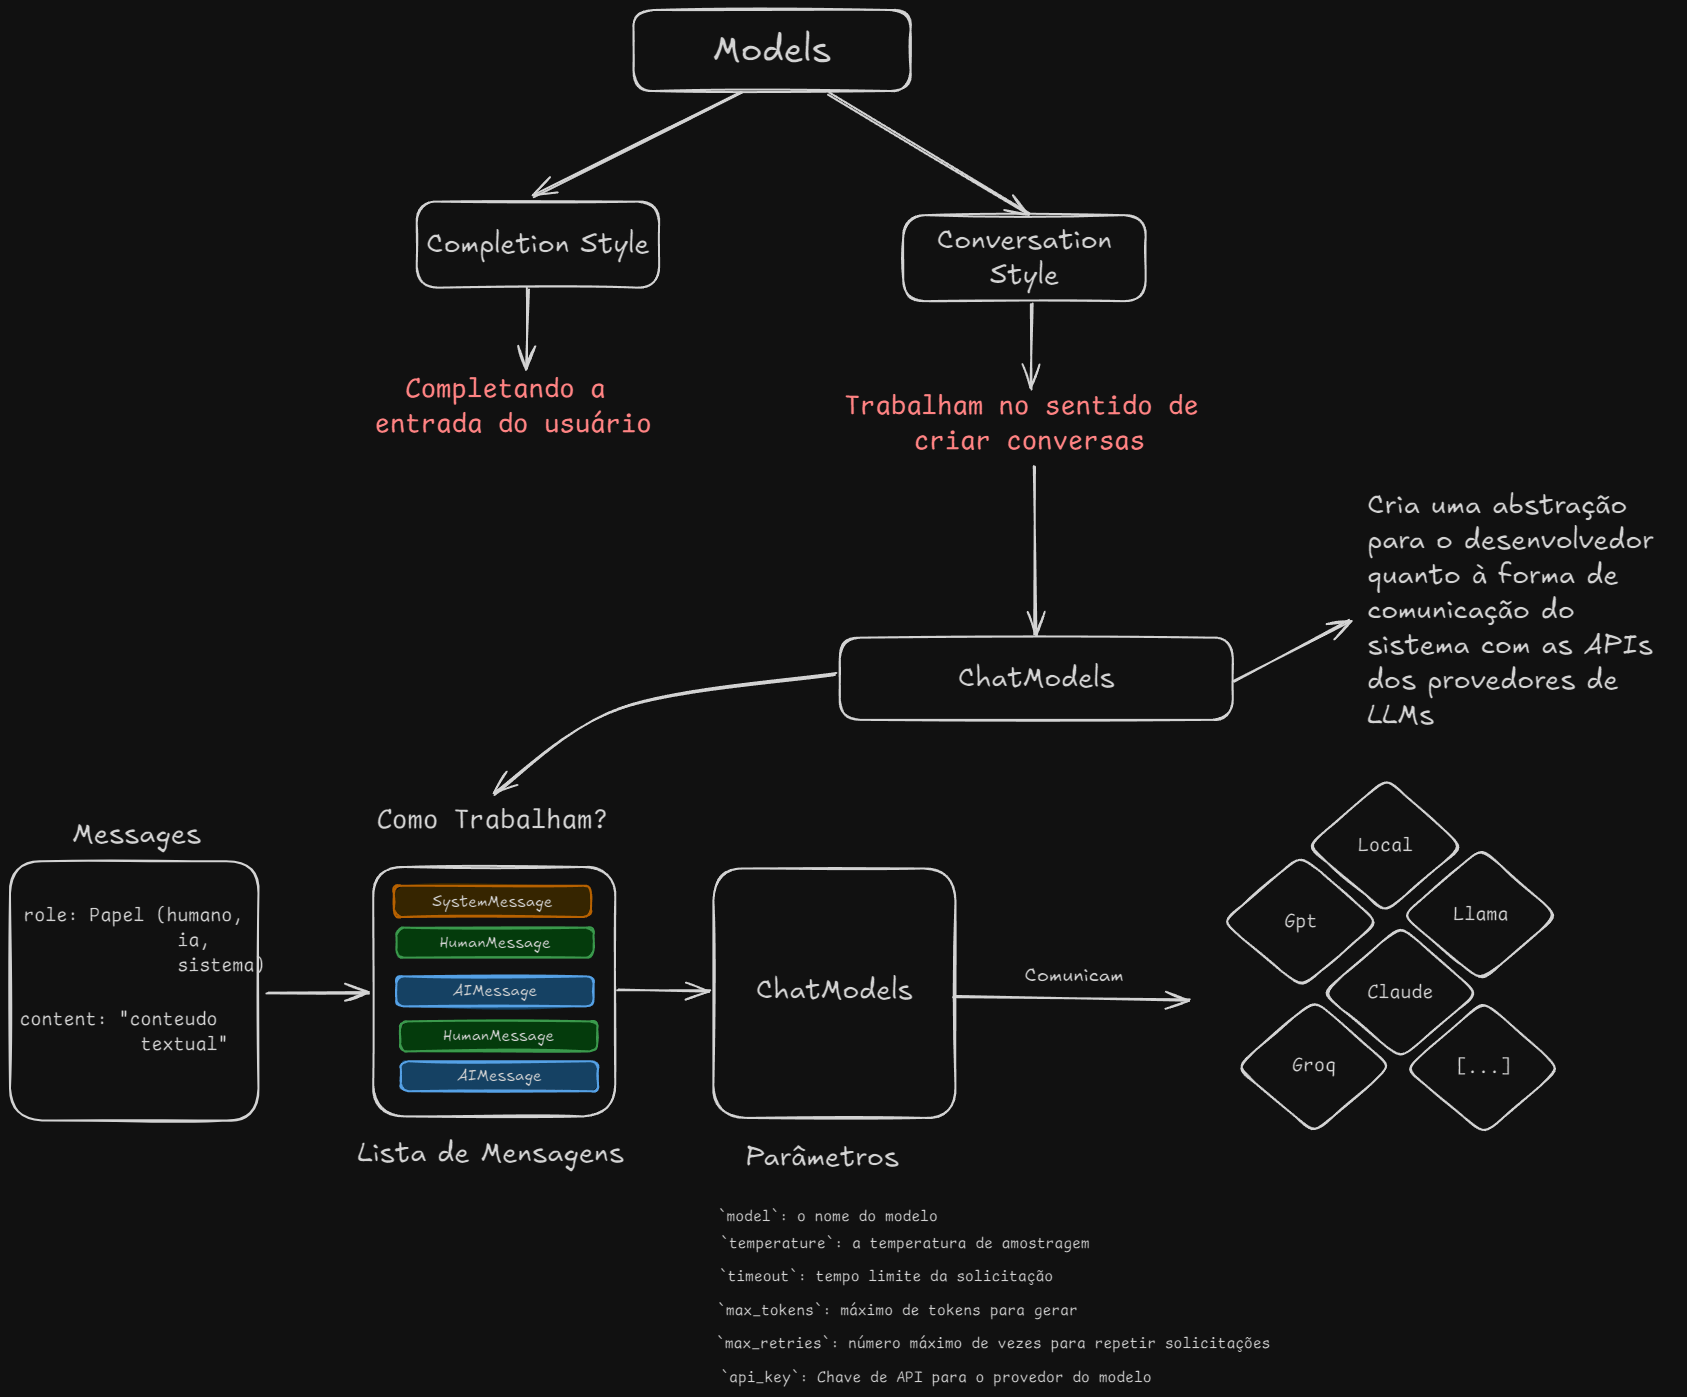 Models
Completion Style
Conversation
Style
Completando a
entrada do usuário
Trabalham no sentido de
criar conversas
Cria uma abstração
para o desenvolvedor
quanto à forma de
comunicação do
sistema com as APIs
dos provedores de
LLMs
ChatModels
Como Trabalham?
Messages
role: Papel (humano,
ia,
sistema)
content: "conteudo
textual"
SystemMessage
HumanMessage
AIMessage
HumanMessage
AIMessage
Lista de Mensagens
ChatModels
Parâmetros
Comunicam
Local
Gpt
Llama
Claude
Groq
[...]
`model`: o nome do modelo
`temperature`: a temperatura de amostragem
`timeout`: tempo limite da solicitação
`max_tokens`: máximo de tokens para gerar
`max_retries`: número máximo de vezes para repetir solicitações
`api_key`: Chave de API para o provedor do modelo